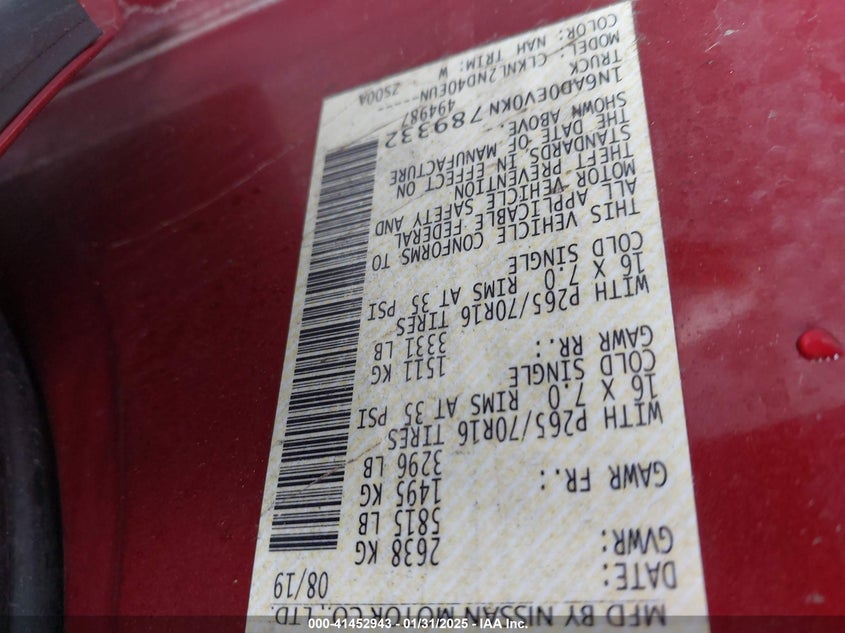 MFD BY NISSAN MOTOR CO., LTD.
DATE: 08/19
GVWR: 2638 KG
5815 LB
GAWR FR.: 1495 KG
3296 LB
WITH P265/70R16 TIRES
16 X 7.0 RIMS AT 35 PSI
COLD SINGLE
GAWR RR.: 1511 KG
3331 LB
WITH P265/70R16 TIRES
16 X 7.0 RIMS AT 35 PSI
COLD SINGLE
THIS VEHICLE CONFORMS TO
ALL APPLICABLE FEDERAL
MOTOR VEHICLE SAFETY AND
THEFT PREVENTION
STANDARDS IN EFFECT ON
THE DATE OF MANUFACTURE
SHOWN ABOVE.
1N6AD0EV0KN789332
TRUCK 494987
MODEL: CLKNL2ND40EUN-----
COLOR: NAH TRIM: W 2S00A
000-41452943 - 01/31/2025 - IAA Inc.